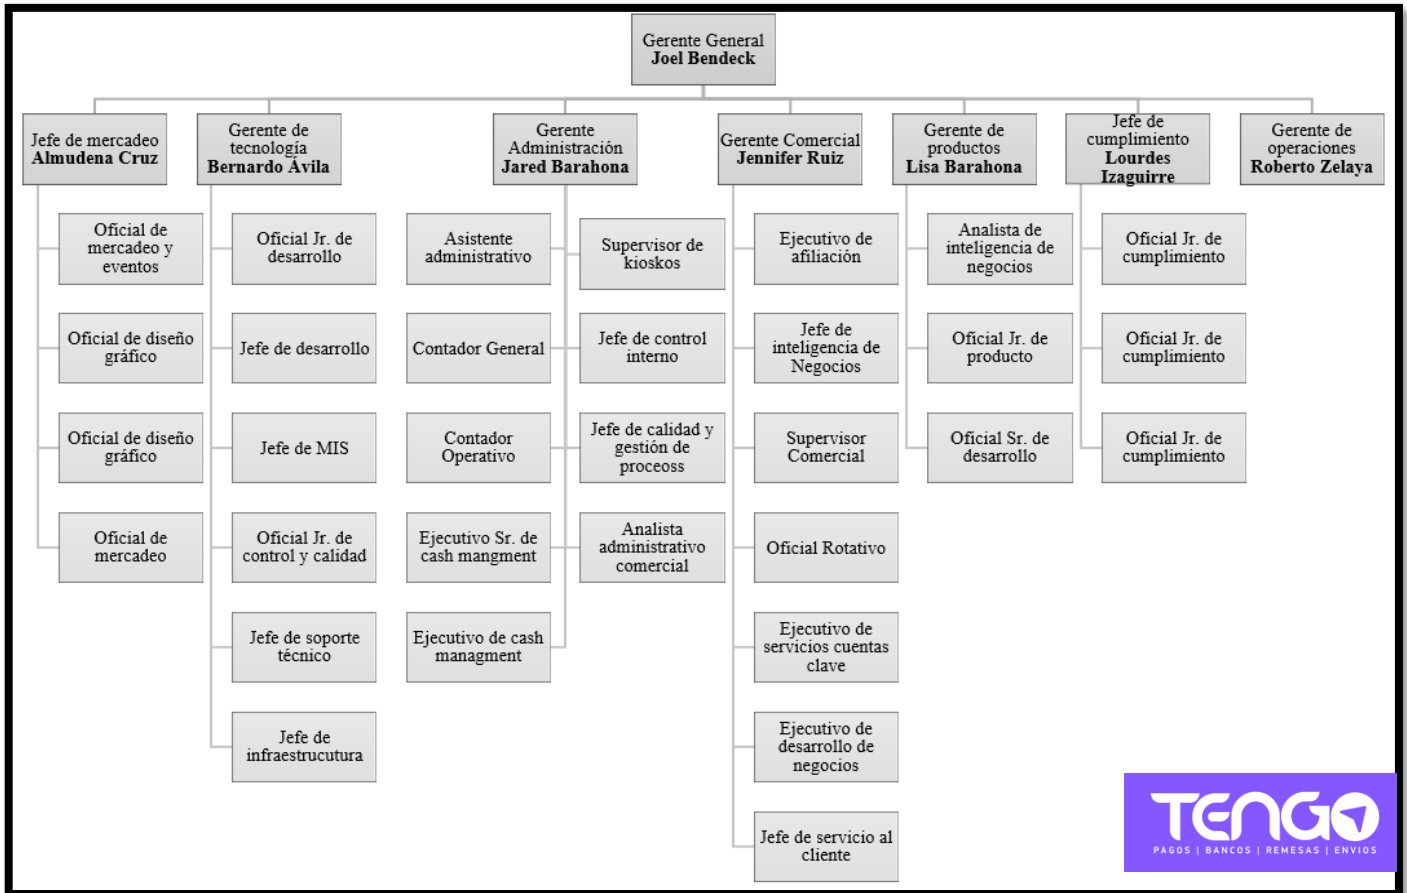 Gerente General
Joel Bendeck
Jefe de mercadeo
Almudena Cruz
Gerente de
tecnología
Bernardo Ávila
Gerente
Administración
Jared Barahona
Gerente Comercial
Jennifer Ruiz
Gerente de
productos
Lisa Barahona
Jefe de
cumplimiento
Lourdes
Izaguirre
Gerente de
operaciones
Roberto Zelaya
Oficial de
mercadeo y
eventos
Oficial de diseño
gráfico
Oficial de diseño
gráfico
Oficial de
mercadeo
Oficial Jr. de
desarrollo
Jefe de desarrollo
Jefe de MIS
Oficial Jr. de
control y calidad
Jefe de soporte
técnico
Jefe de
infraestrucutura
Asistente
administrativo
Contador General
Contador
Operativo
Ejecutivo Sr. de
cash mangment
Ejecutivo de cash
managment
Supervisor de
kioskos
Jefe de control
interno
Jefe de calidad y
gestión de
proceoss
Analista
administrativo
comercial
Ejecutivo de
afiliación
Jefe de
inteligencia de
Negocios
Supervisor
Comercial
Oficial Rotativo
Ejecutivo de
servicios cuentas
clave
Ejecutivo de
desarrollo de
negocios
Jefe de servicio al
cliente
Analista de
inteligencia de
negocios
Oficial Jr. de
producto
Oficial Sr. de
desarrollo
Oficial Jr. de
cumplimiento
Oficial Jr. de
cumplimiento
Oficial Jr. de
cumplimiento
TENGO
PAGOS | BANCOS | REMESAS | ENVIOS